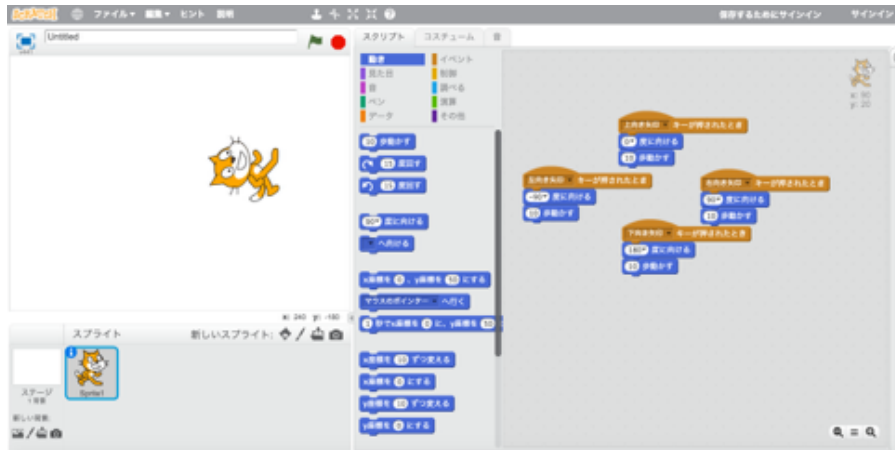 SCRATCH ファイル▼ 編集▼ ヒント 説明 保存するためにサインイン サインイン
Untitled
スクリプト コスチューム 音
動き イベント
見た目 制御
音 調べる
ペン 演算
データ その他
x: 90
y: 20
10 歩動かす
15 度回す
15 度回す
90▼ 度に向ける
▼ へ向ける
x座標を 0 、y座標を 50 にする
マウスのポインター ▼ へ行く
1 秒でx座標を 0 に、y座標を 50
x座標を 10 ずつ変える
x座標を 0 にする
y座標を 10 ずつ変える
y座標を 0 にする
上向き矢印 ▼ キーが押されたとき
0▼ 度に向ける
10 歩動かす
左向き矢印 ▼ キーが押されたとき
-90▼ 度に向ける
10 歩動かす
右向き矢印 ▼ キーが押されたとき
90▼ 度に向ける
10 歩動かす
下向き矢印 ▼ キーが押されたとき
180▼ 度に向ける
10 歩動かす
x: 240 y: -180
スプライト 新しいスプライト:
ステージ
1 背景
Sprite1
新しい背景: